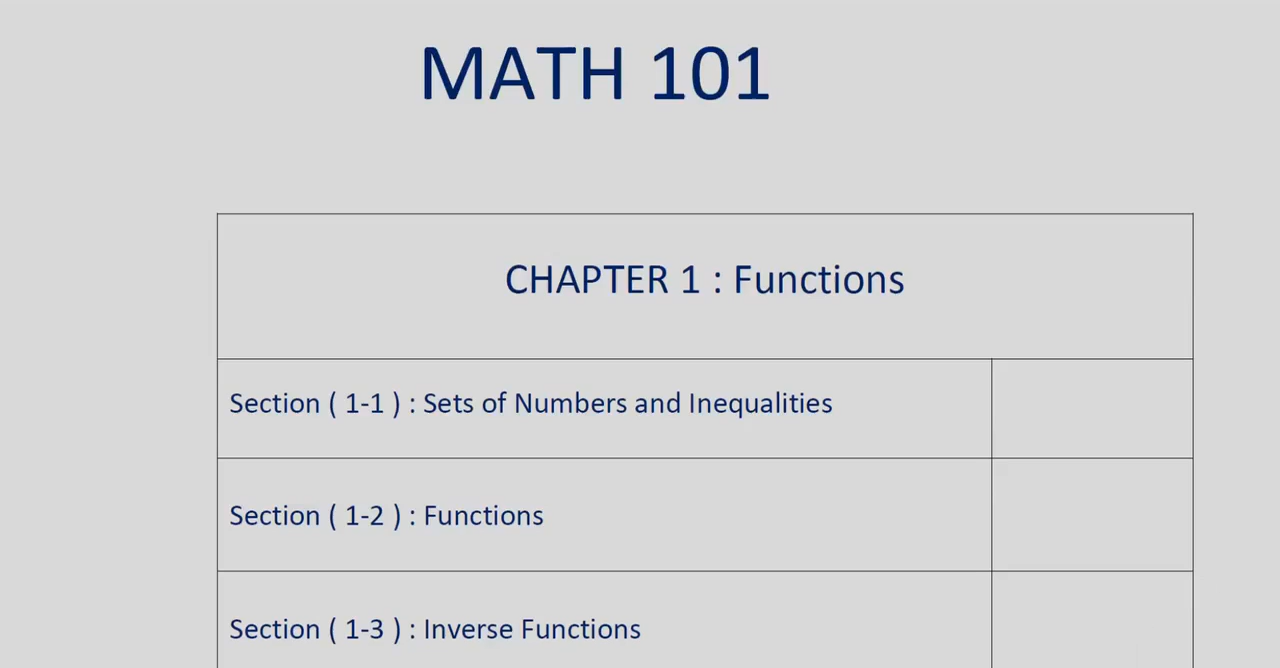 MATH 101
CHAPTER 1 : Functions
Section ( 1-1 ) : Sets of Numbers and Inequalities
Section ( 1-2 ) : Functions
Section ( 1-3 ) : Inverse Functions